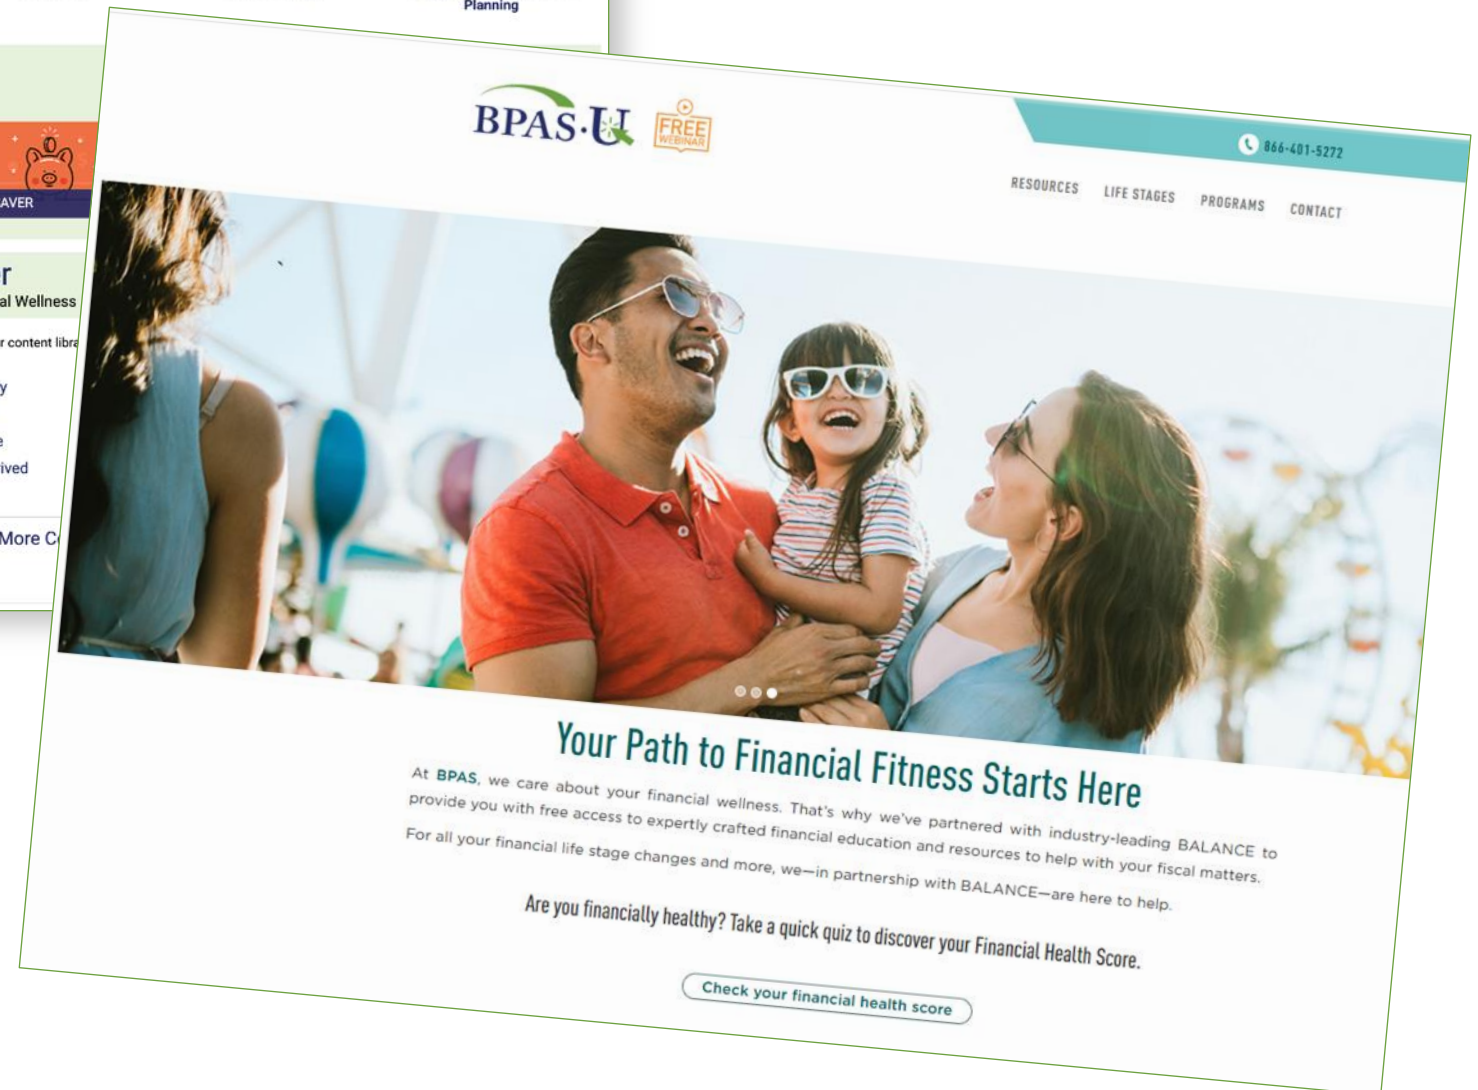 Planning
AVER
r
al Wellness
r content libra
y
e
ived
More C
BPAS·U
FREE
WEBINAR
866-401-5272
RESOURCES LIFE STAGES PROGRAMS CONTACT
Your Path to Financial Fitness Starts Here
At BPAS, we care about your financial wellness. That's why we've partnered with industry-leading BALANCE to
provide you with free access to expertly crafted financial education and resources to help with your fiscal matters.
For all your financial life stage changes and more, we—in partnership with BALANCE—are here to help.
Are you financially healthy? Take a quick quiz to discover your Financial Health Score.
Check your financial health score